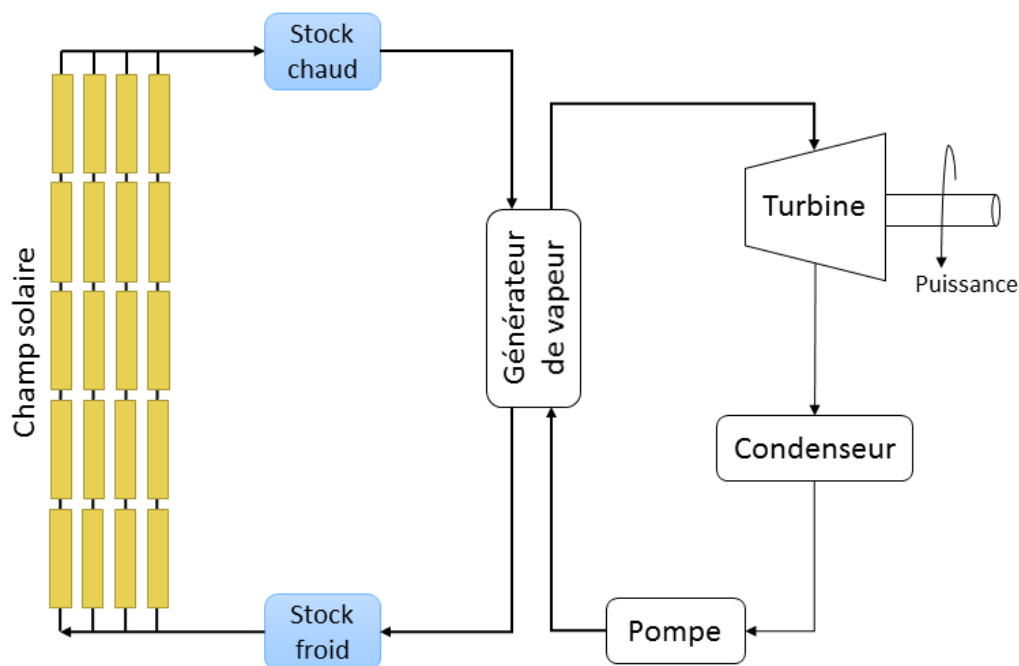 Stock
chaud
Champ solaire
Générateur
de vapeur
Turbine
Puissance
Condenseur
Stock
froid
Pompe